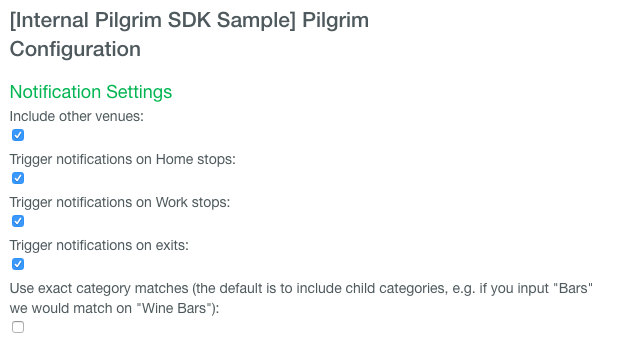 [Internal Pilgrim SDK Sample] Pilgrim
Configuration
Notification Settings
Include other venues:
Trigger notifications on Home stops:
Trigger notifications on Work stops:
Trigger notifications on exits:
Use exact category matches (the default is to include child categories, e.g. if you input "Bars"
we would match on "Wine Bars"):